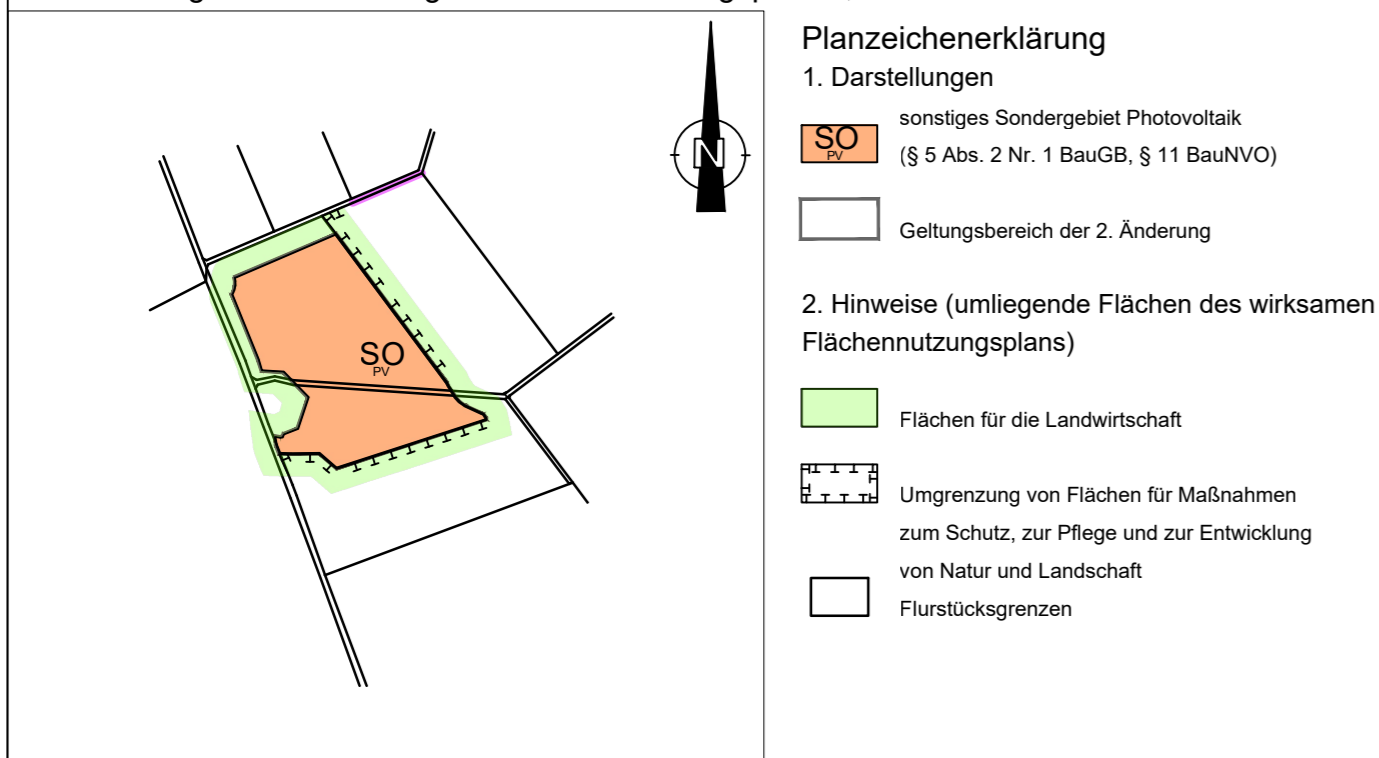 N
SO
PV
Planzeichenerklärung
1. Darstellungen
SO
PV
sonstiges Sondergebiet Photovoltaik
(§ 5 Abs. 2 Nr. 1 BauGB, § 11 BauNVO)
Geltungsbereich der 2. Änderung
2. Hinweise (umliegende Flächen des wirksamen
Flächennutzungsplans)
Flächen für die Landwirtschaft
Umgrenzung von Flächen für Maßnahmen
zum Schutz, zur Pflege und zur Entwicklung
von Natur und Landschaft
Flurstücksgrenzen